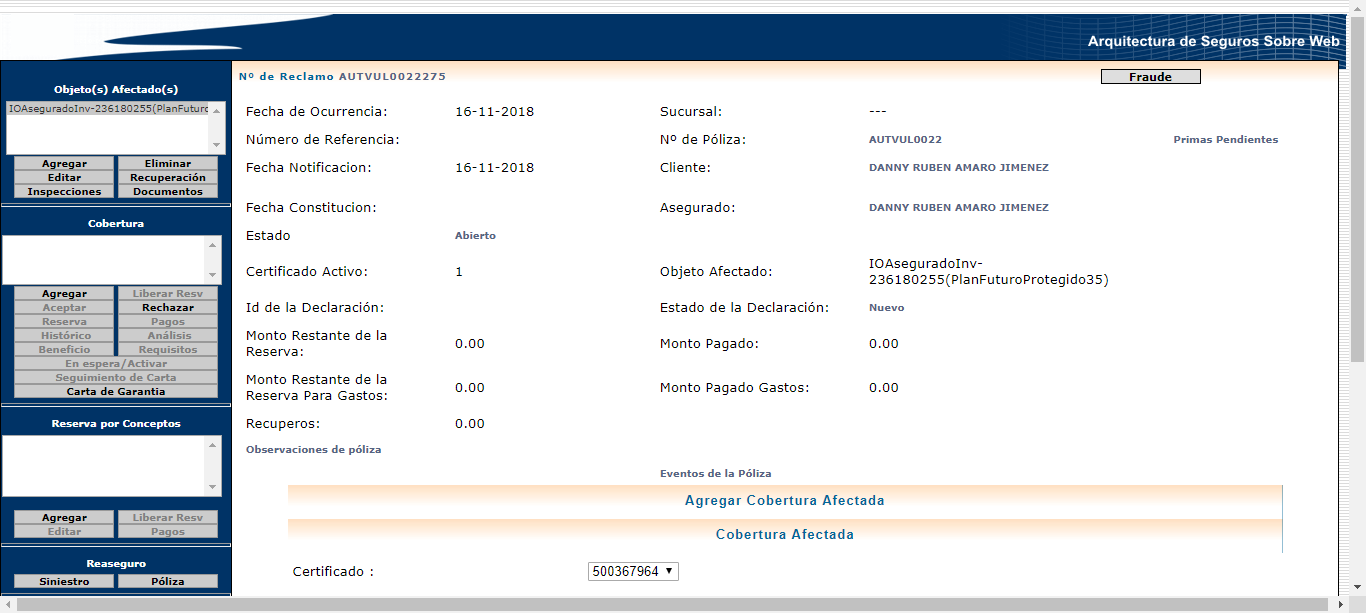 Arquitectura de Seguros Sobre Web
Objeto(s) Afectado(s)
IOAseguradoInv-236180255(PlanFuturo
Agregar Eliminar
Editar Recuperación
Inspecciones Documentos
Cobertura
Agregar Liberar Resv
Aceptar Rechazar
Reserva Pagos
Histórico Análisis
Beneficio Requisitos
En espera/Activar
Seguimiento de Carta
Carta de Garantia
Reserva por Conceptos
Agregar Liberar Resv
Editar Pagos
Reaseguro
Siniestro Póliza
Nº de Reclamo AUTVUL0022275 Fraude
Fecha de Ocurrencia: 16-11-2018 Sucursal: ---
Número de Referencia: Nº de Póliza: AUTVUL0022 Primas Pendientes
Fecha Notificacion: 16-11-2018 Cliente: DANNY RUBEN AMARO JIMENEZ
Fecha Constitucion: Asegurado: DANNY RUBEN AMARO JIMENEZ
Estado Abierto
Certificado Activo: 1 Objeto Afectado: IOAseguradoInv-
236180255(PlanFuturoProtegido35)
Id de la Declaración: Estado de la Declaración: Nuevo
Monto Restante de la
Reserva: 0.00 Monto Pagado: 0.00
Monto Restante de la
Reserva Para Gastos: 0.00 Monto Pagado Gastos: 0.00
Recuperos: 0.00
Observaciones de póliza
Eventos de la Póliza
Agregar Cobertura Afectada
Cobertura Afectada
Certificado : 500367964